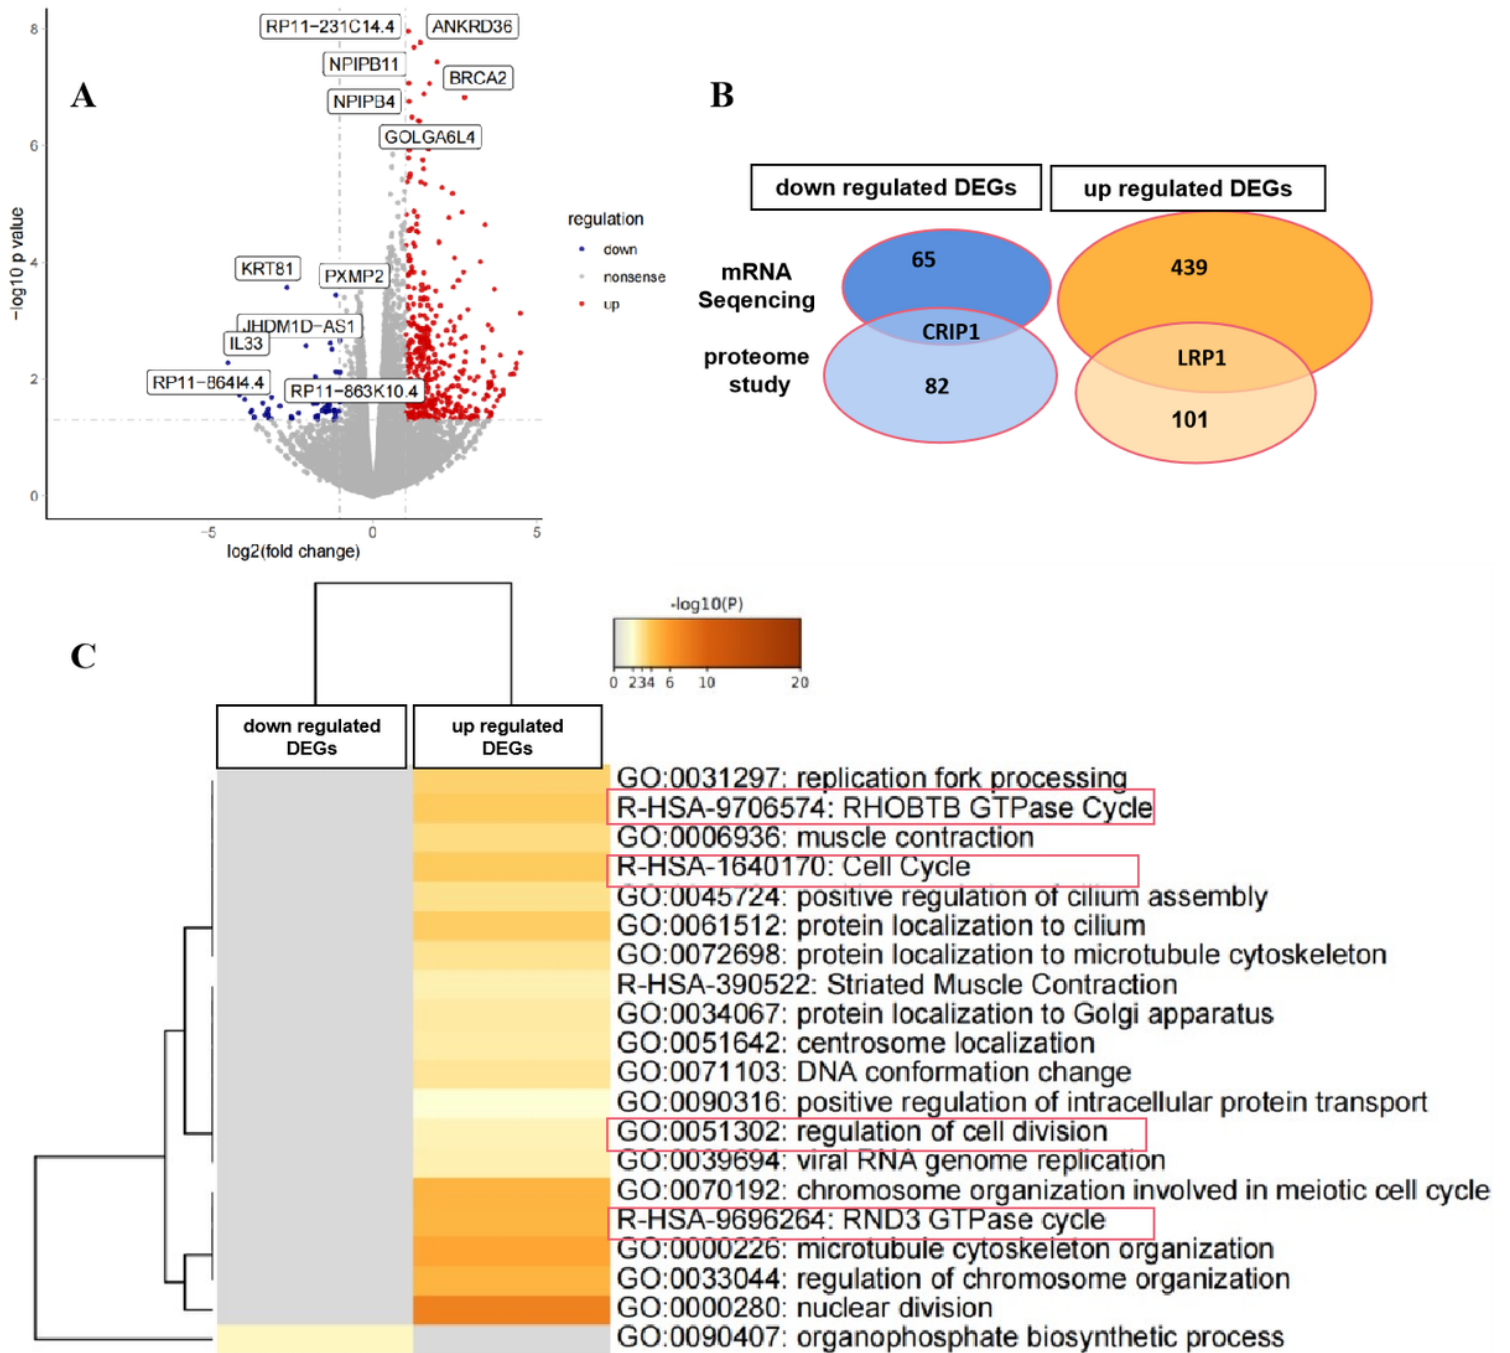 A
RP11-231C14.4
ANKRD36
NPIPB11
BRCA2
NPIPB4
GOLGA6L4
KRT81
PXMP2
JHDM1D-AS1
IL33
RP11-864I4.4
RP11-863K10.4
8
6
4
2
0
-log10 p value
-5
0
5
log2(fold change)
regulation
down
nonsense
up
B
down regulated DEGs
up regulated DEGs
mRNA
Seqencing
proteome
study
65
CRIP1
82
439
LRP1
101
C
-log10(P)
0 2 3 4 6 10 20
down regulated
DEGs
up regulated
DEGs
GO:0031297: replication fork processing
R-HSA-9706574: RHOBTB GTPase Cycle
GO:0006936: muscle contraction
R-HSA-1640170: Cell Cycle
GO:0045724: positive regulation of cilium assembly
GO:0061512: protein localization to cilium
GO:0072698: protein localization to microtubule cytoskeleton
R-HSA-390522: Striated Muscle Contraction
GO:0034067: protein localization to Golgi apparatus
GO:0051642: centrosome localization
GO:0071103: DNA conformation change
GO:0090316: positive regulation of intracellular protein transport
GO:0051302: regulation of cell division
GO:0039694: viral RNA genome replication
GO:0070192: chromosome organization involved in meiotic cell cycle
R-HSA-9696264: RND3 GTPase cycle
GO:0000226: microtubule cytoskeleton organization
GO:0033044: regulation of chromosome organization
GO:0000280: nuclear division
GO:0090407: organophosphate biosynthetic process